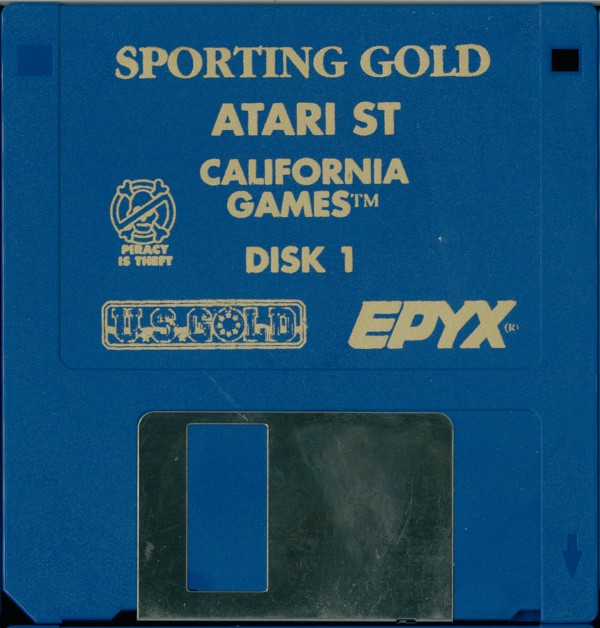 SPORTING GOLD
ATARI ST
CALIFORNIA
GAMES™
PIRACY
IS THEFT
DISK 1
U.S. GOLD
EPYX(R)